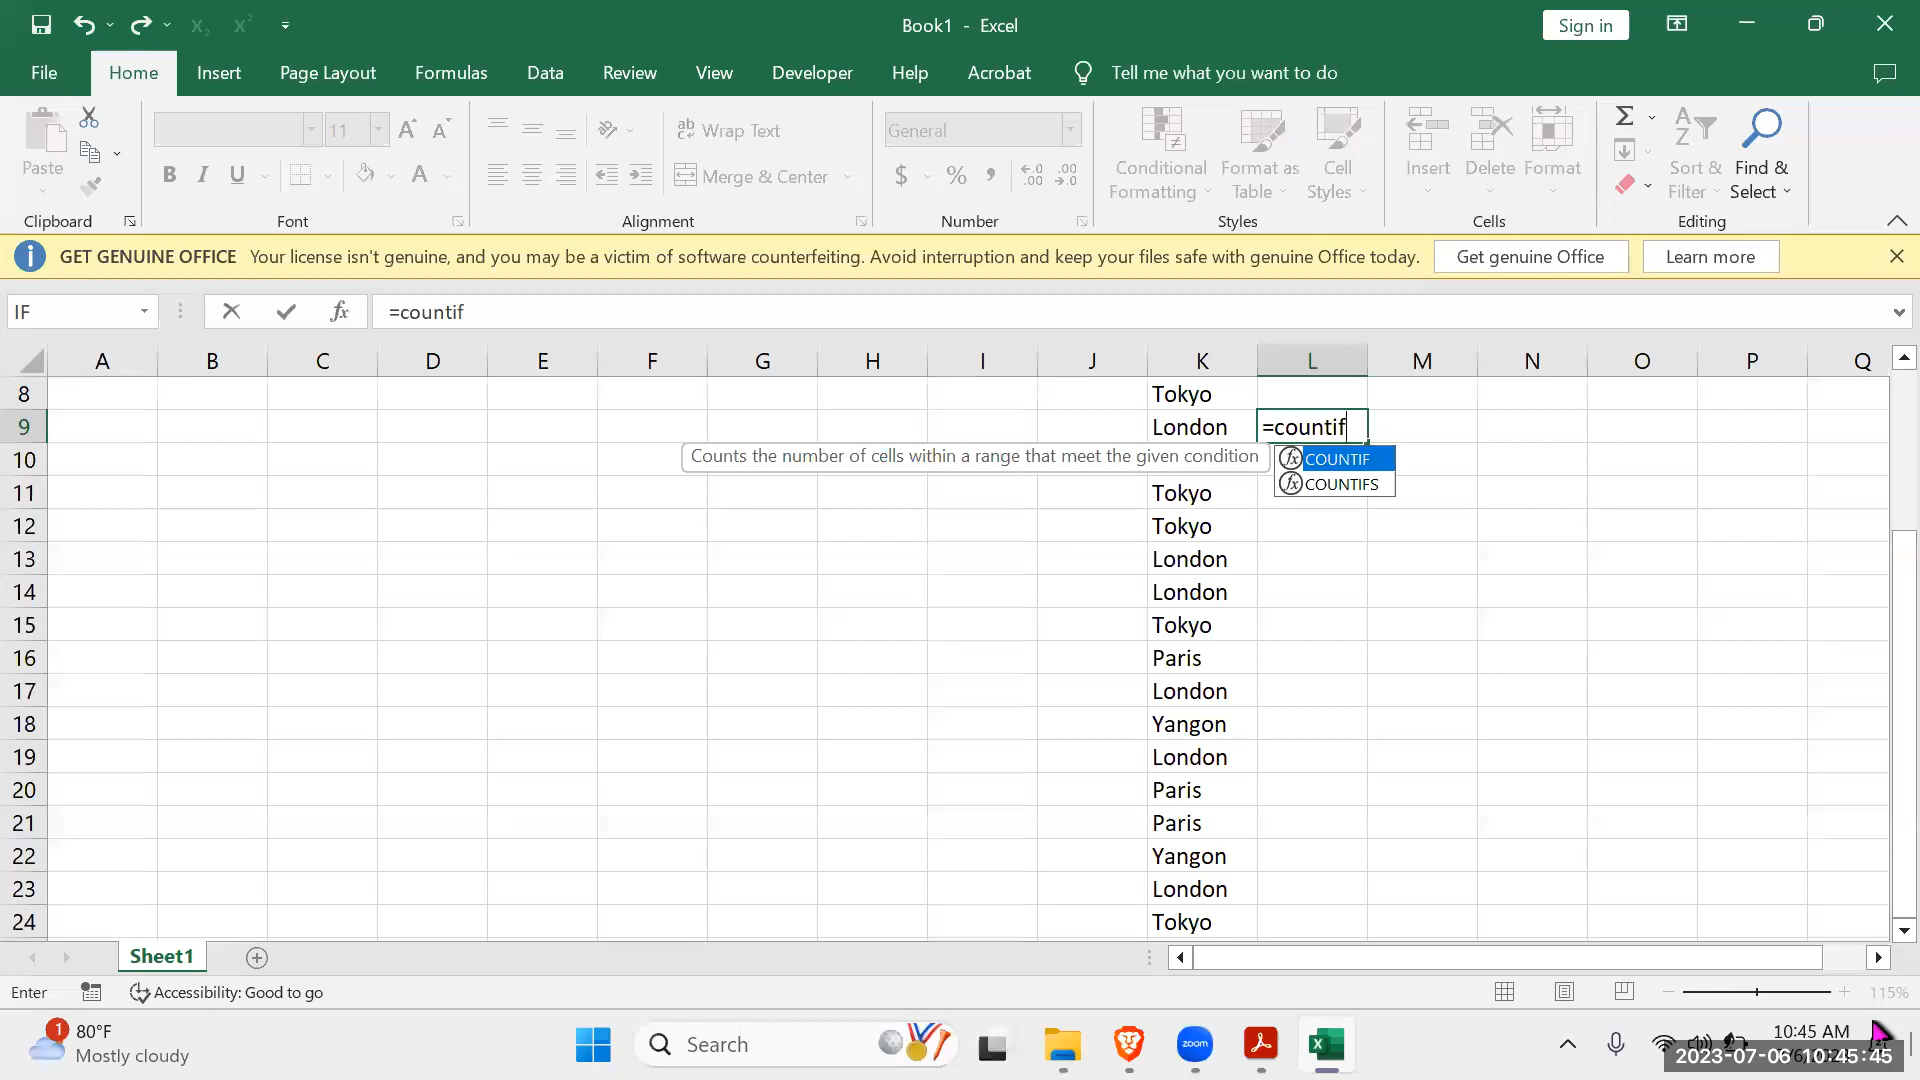 Book1 - Excel
Sign in
File Home Insert Page Layout Formulas Data Review View Developer Help Acrobat Tell me what you want to do
Paste
11
Wrap Text
Merge & Center
General
Conditional Formatting
Format as Table
Cell Styles
Insert Delete Format
Sort & Filter
Find & Select
Clipboard Font Alignment Number Styles Cells Editing
GET GENUINE OFFICE Your license isn't genuine, and you may be a victim of software counterfeiting. Avoid interruption and keep your files safe with genuine Office today. Get genuine Office Learn more
IF =countif
A B C D E F G H I J K L M N O P Q
8 Tokyo
9 London =countif
10 Counts the number of cells within a range that meet the given condition COUNTIF
COUNTIFS
11 Tokyo
12 Tokyo
13 London
14 London
15 Tokyo
16 Paris
17 London
18 Yangon
19 London
20 Paris
21 Paris
22 Yangon
23 London
24 Tokyo
Sheet1
Enter Accessibility: Good to go 115%
1 80°F
Mostly cloudy
Search
zoom
10:45 AM
2023-07-06 10:45:45